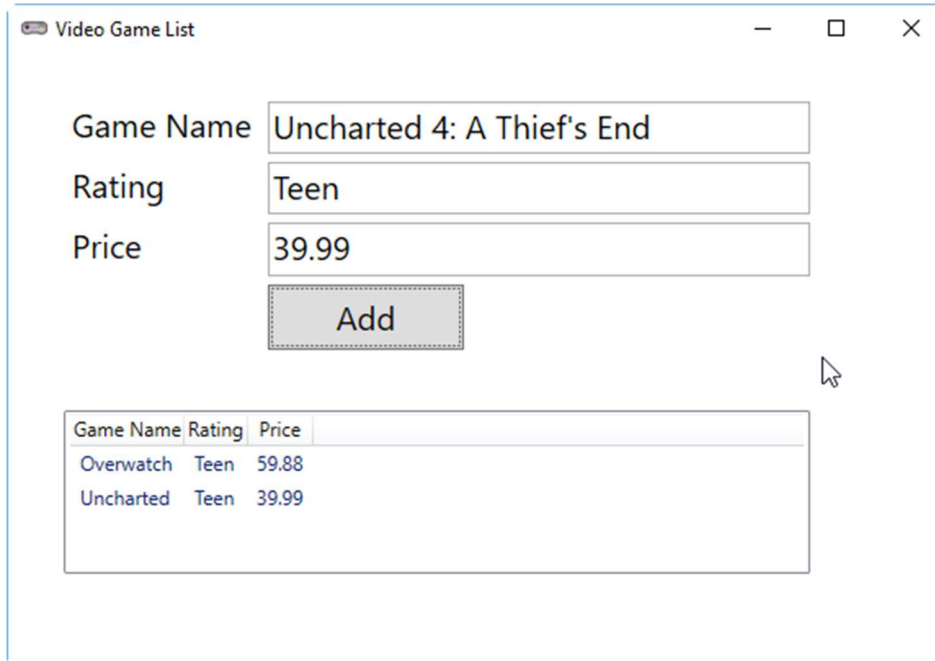 Video Game List
Game Name Uncharted 4: A Thief's End
Rating Teen
Price 39.99
Add
Game Name Rating Price
Overwatch Teen 59.88
Uncharted Teen 39.99